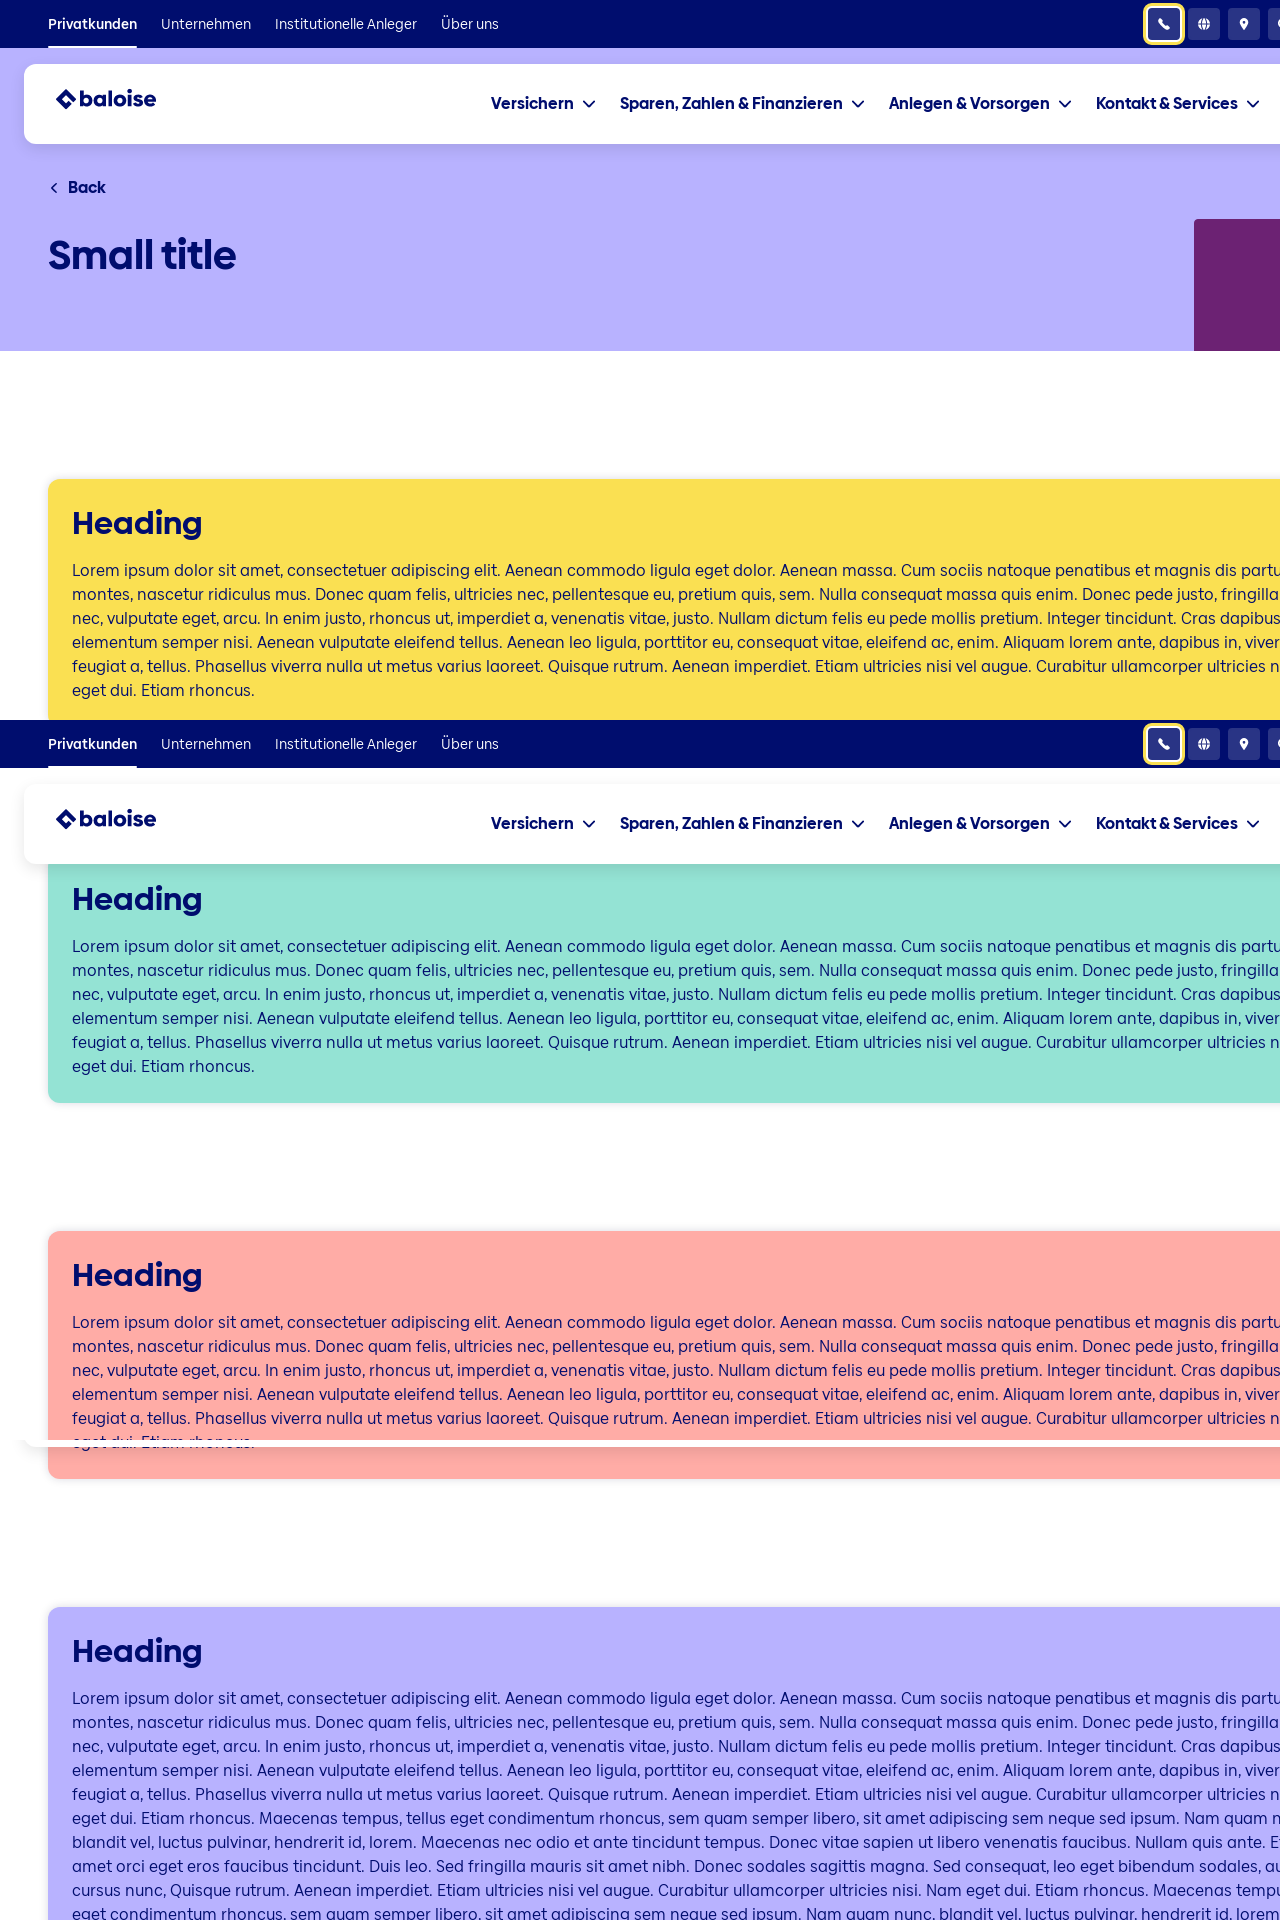 Privatkunden Unternehmen Institutionelle Anleger Über uns
baloise Versichern Sparen, Zahlen & Finanzieren Anlegen & Vorsorgen Kontakt & Services
Back
Small title
Heading
Lorem ipsum dolor sit amet, consectetuer adipiscing elit. Aenean commodo ligula eget dolor. Aenean massa. Cum sociis natoque penatibus et magnis dis
montes, nascetur ridiculus mus. Donec quam felis, ultricies nec, pellentesque eu, pretium quis, sem. Nulla consequat massa quis enim. Donec pede justo, fringilla
nec, vulputate eget, arcu. In enim justo, rhoncus ut, imperdiet a, venenatis vitae, justo. Nullam dictum felis eu pede mollis pretium. Integer tincidunt. Cras dapibus
elementum semper nisi. Aenean vulputate eleifend tellus. Aenean leo ligula, porttitor eu, consequat vitae, eleifend ac, enim. Aliquam lorem ante, dapibus in,
feugiat a, tellus. Phasellus viverra nulla ut metus varius laoreet. Quisque rutrum. Aenean imperdiet. Etiam ultricies nisi vel augue. Curabitur ullamcorper ultricies
eget dui. Etiam rhoncus.
Privatkunden Unternehmen Institutionelle Anleger Über uns
baloise Versichern Sparen, Zahlen & Finanzieren Anlegen & Vorsorgen Kontakt & Services
Heading
Lorem ipsum dolor sit amet, consectetuer adipiscing elit. Aenean commodo ligula eget dolor. Aenean massa. Cum sociis natoque penatibus et magnis dis
montes, nascetur ridiculus mus. Donec quam felis, ultricies nec, pellentesque eu, pretium quis, sem. Nulla consequat massa quis enim. Donec pede justo, fringilla
nec, vulputate eget, arcu. In enim justo, rhoncus ut, imperdiet a, venenatis vitae, justo. Nullam dictum felis eu pede mollis pretium. Integer tincidunt. Cras dapibus
elementum semper nisi. Aenean vulputate eleifend tellus. Aenean leo ligula, porttitor eu, consequat vitae, eleifend ac, enim. Aliquam lorem ante, dapibus in,
feugiat a, tellus. Phasellus viverra nulla ut metus varius laoreet. Quisque rutrum. Aenean imperdiet. Etiam ultricies nisi vel augue. Curabitur ullamcorper ultricies
eget dui. Etiam rhoncus.
Heading
Lorem ipsum dolor sit amet, consectetuer adipiscing elit. Aenean commodo ligula eget dolor. Aenean massa. Cum sociis natoque penatibus et magnis dis
montes, nascetur ridiculus mus. Donec quam felis, ultricies nec, pellentesque eu, pretium quis, sem. Nulla consequat massa quis enim. Donec pede justo, fringilla
nec, vulputate eget, arcu. In enim justo, rhoncus ut, imperdiet a, venenatis vitae, justo. Nullam dictum felis eu pede mollis pretium. Integer tincidunt. Cras dapibus
elementum semper nisi. Aenean vulputate eleifend tellus. Aenean leo ligula, porttitor eu, consequat vitae, eleifend ac, enim. Aliquam lorem ante, dapibus in,
feugiat a, tellus. Phasellus viverra nulla ut metus varius laoreet. Quisque rutrum. Aenean imperdiet. Etiam ultricies nisi vel augue. Curabitur ullamcorper ultricies
Heading
Lorem ipsum dolor sit amet, consectetuer adipiscing elit. Aenean commodo ligula eget dolor. Aenean massa. Cum sociis natoque penatibus et magnis dis
montes, nascetur ridiculus mus. Donec quam felis, ultricies nec, pellentesque eu, pretium quis, sem. Nulla consequat massa quis enim. Donec pede justo, fringilla
nec, vulputate eget, arcu. In enim justo, rhoncus ut, imperdiet a, venenatis vitae, justo. Nullam dictum felis eu pede mollis pretium. Integer tincidunt. Cras dapibus
elementum semper nisi. Aenean vulputate eleifend tellus. Aenean leo ligula, porttitor eu, consequat vitae, eleifend ac, enim. Aliquam lorem ante, dapibus in,
feugiat a, tellus. Phasellus viverra nulla ut metus varius laoreet. Quisque rutrum. Aenean imperdiet. Etiam ultricies nisi vel augue. Curabitur ullamcorper ultricies
eget dui. Etiam rhoncus. Maecenas tempus, tellus eget condimentum rhoncus, sem quam semper libero, sit amet adipiscing sem neque sed ipsum. Nam quam
blandit vel, luctus pulvinar, hendrerit id, lorem. Maecenas nec odio et ante tincidunt tempus. Donec vitae sapien ut libero venenatis faucibus. Nullam quis ante.
amet orci eget eros faucibus tincidunt. Duis leo. Sed fringilla mauris sit amet nibh. Donec sodales sagittis magna. Sed consequat, leo eget bibendum sodales,
cursus nunc, Quisque rutrum. Aenean imperdiet. Etiam ultricies nisi vel augue. Curabitur ullamcorper ultricies nisi. Nam eget dui. Etiam rhoncus. Maecenas
eget condimentum rhoncus, sem quam semper libero, sit amet adipiscing sem neque sed ipsum. Nam quam nunc, blandit vel, luctus pulvinar, hendrerit id, lorem